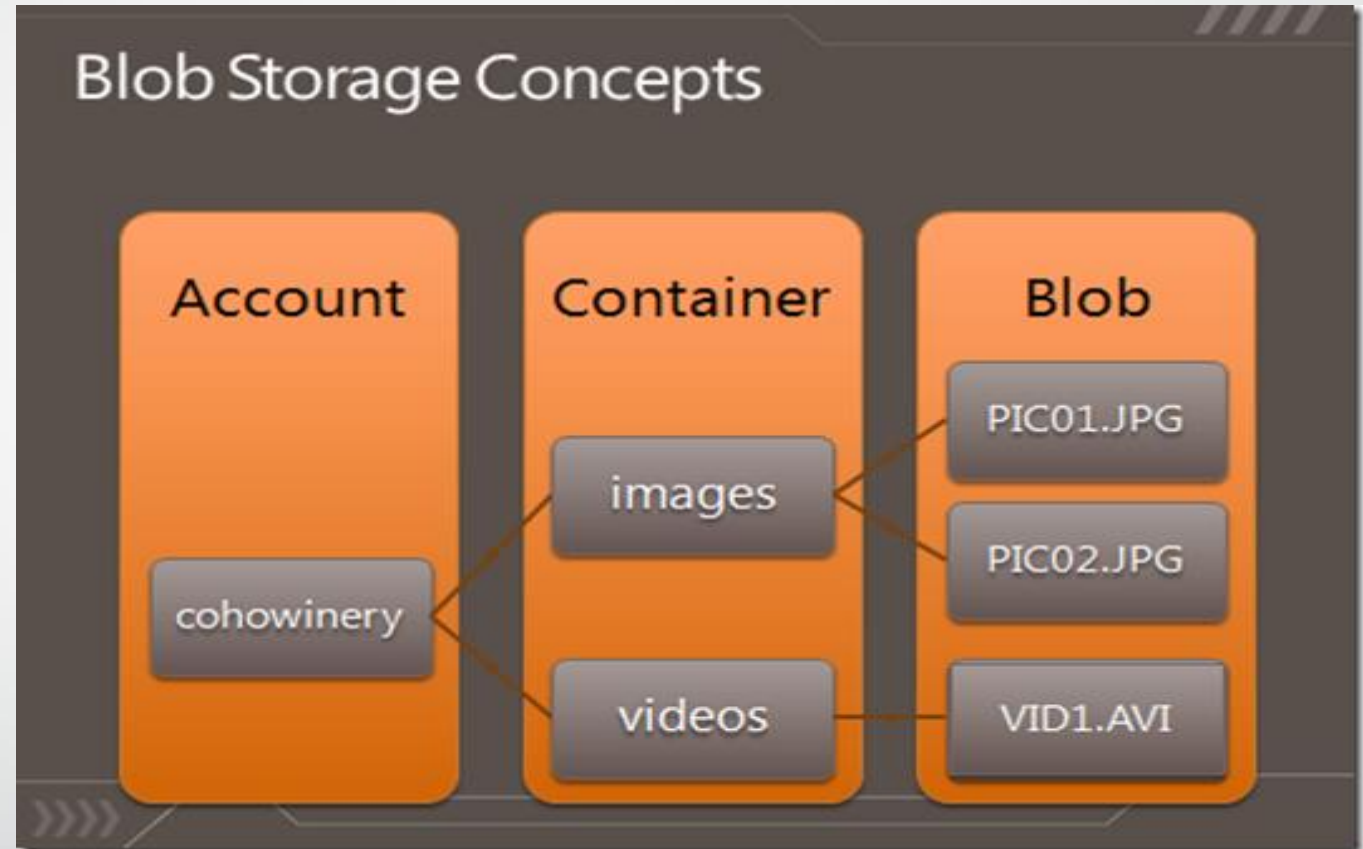 Blob Storage Concepts
Account
cohowinery
Container
images
videos
Blob
PIC01.JPG
PIC02.JPG
VID1.AVI